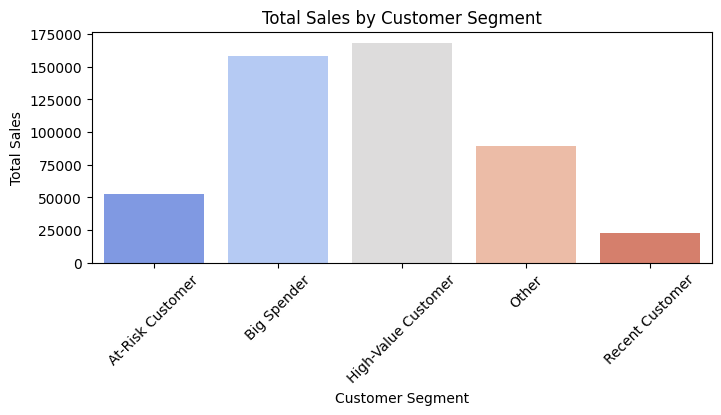 Total Sales by Customer Segment
175000
150000
125000
100000
75000
50000
25000
0
Total Sales
At-Risk Customer
Big Spender
High-Value Customer
Other
Recent Customer
Customer Segment